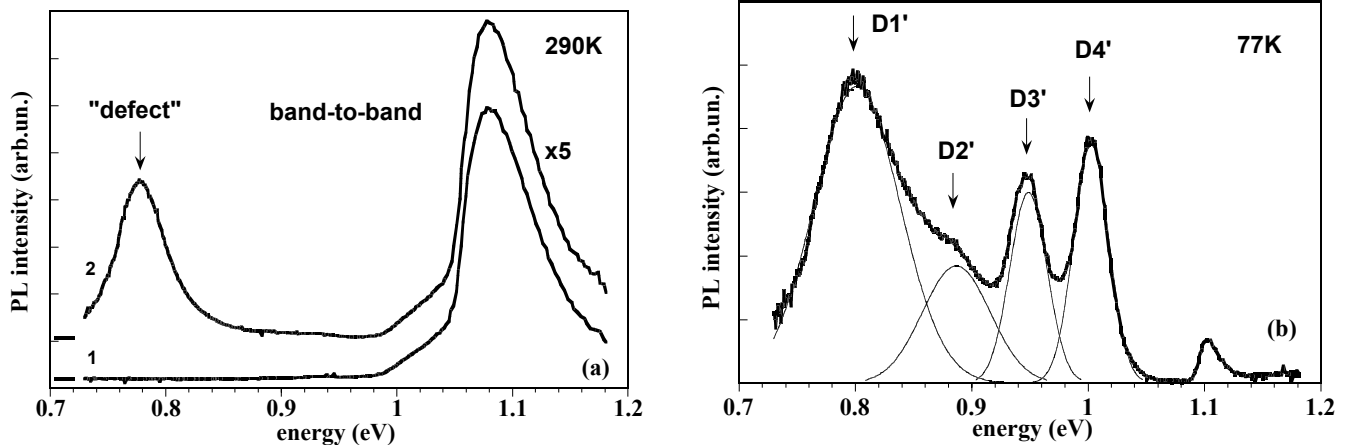 290K
"defect"
band-to-band
x5
2
1
(a)
PL intensity (arb.un.)
0.7 0.8 0.9 1 1.1 1.2
energy (eV)
D1'
77K
D4'
D3'
D2'
(b)
PL intensity (arb.un.)
0.7 0.8 0.9 1 1.1 1.2
energy (eV)